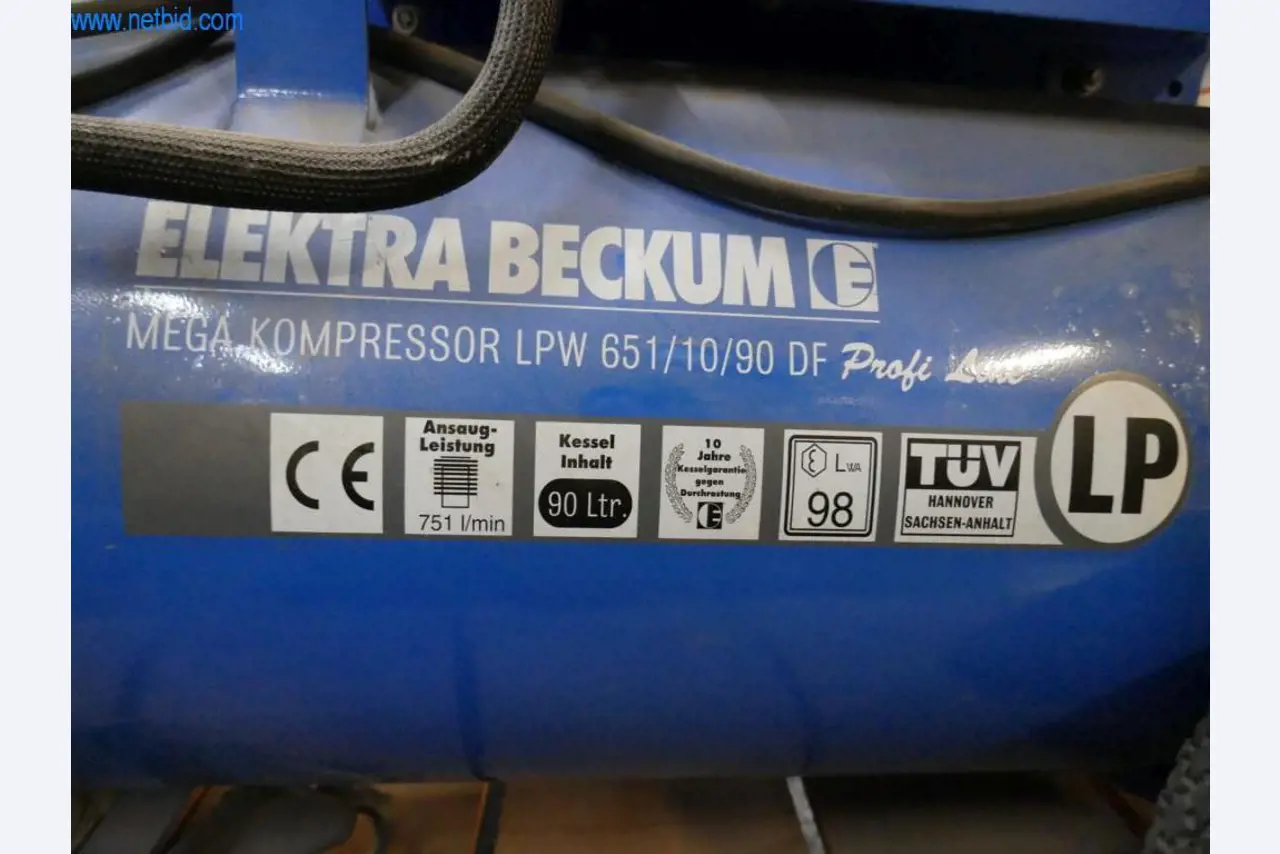 www.netbid.com
ELEKTRA BECKUM E
MEGA KOMPRESSOR LPW 651/10/90 DF Profi Line
CE
Ansaug-
Leistung
751 l/min
Kessel
Inhalt
90 Ltr.
10
Jahre
Kesselgarantie
gegen
Durchrostung
E
LWA
98
TÜV
HANNOVER
SACHSEN-ANHALT
LP